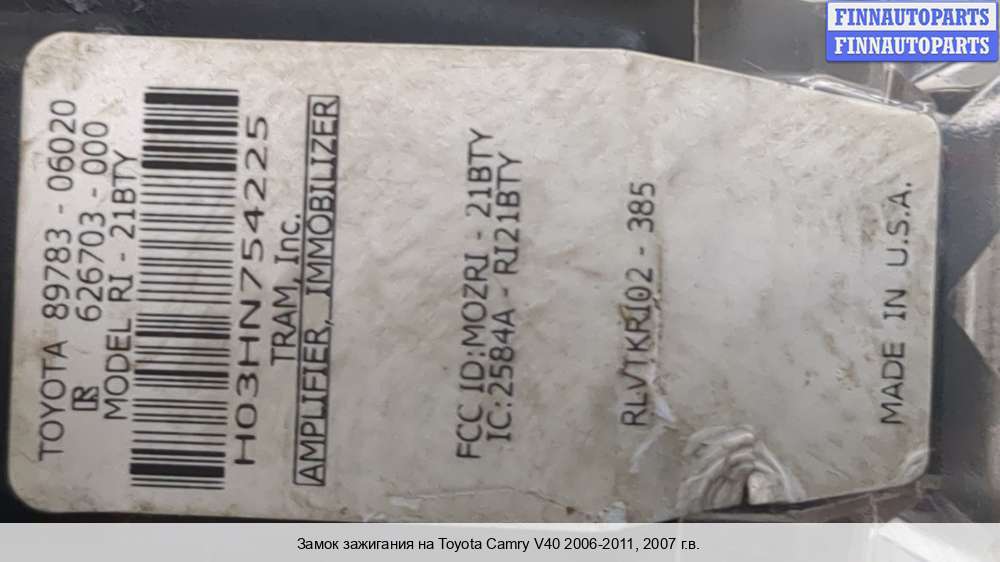 FINNAUTOPARTS
FINNAUTOPARTS
TOYOTA 89783 - 06020
626703 - 000
MODEL RI - 21BTY
H03HN754225
TRAM, Inc.
AMPLIFIER, IMMOBILIZER
FCC ID:MOZRI - 21BTY
IC:2584A - RI21BTY
RLVTKRI02 - 385
MADE IN U.S.A.
Замок зажигания на Toyota Camry V40 2006-2011, 2007 г.в.